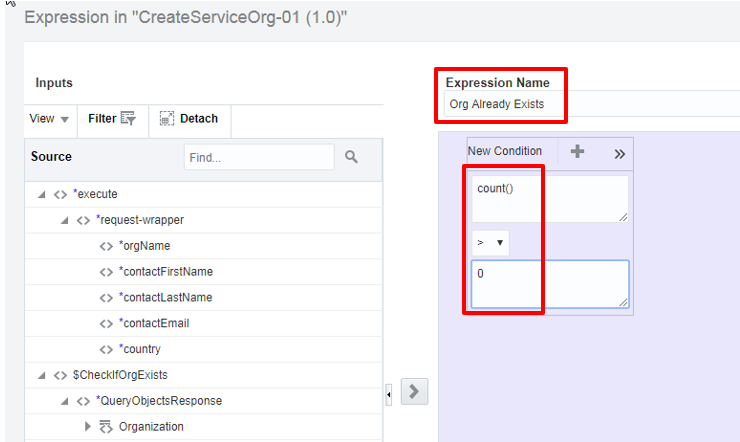 Expression in "CreateServiceOrg-01 (1.0)"
Inputs
View
Filter
Detach
Source
Find...
*execute
*request-wrapper
*orgName
*contactFirstName
*contactLastName
*contactEmail
*country
$CheckIfOrgExists
*QueryObjectsResponse
Organization
Expression Name
Org Already Exists
New Condition
count()
>
0